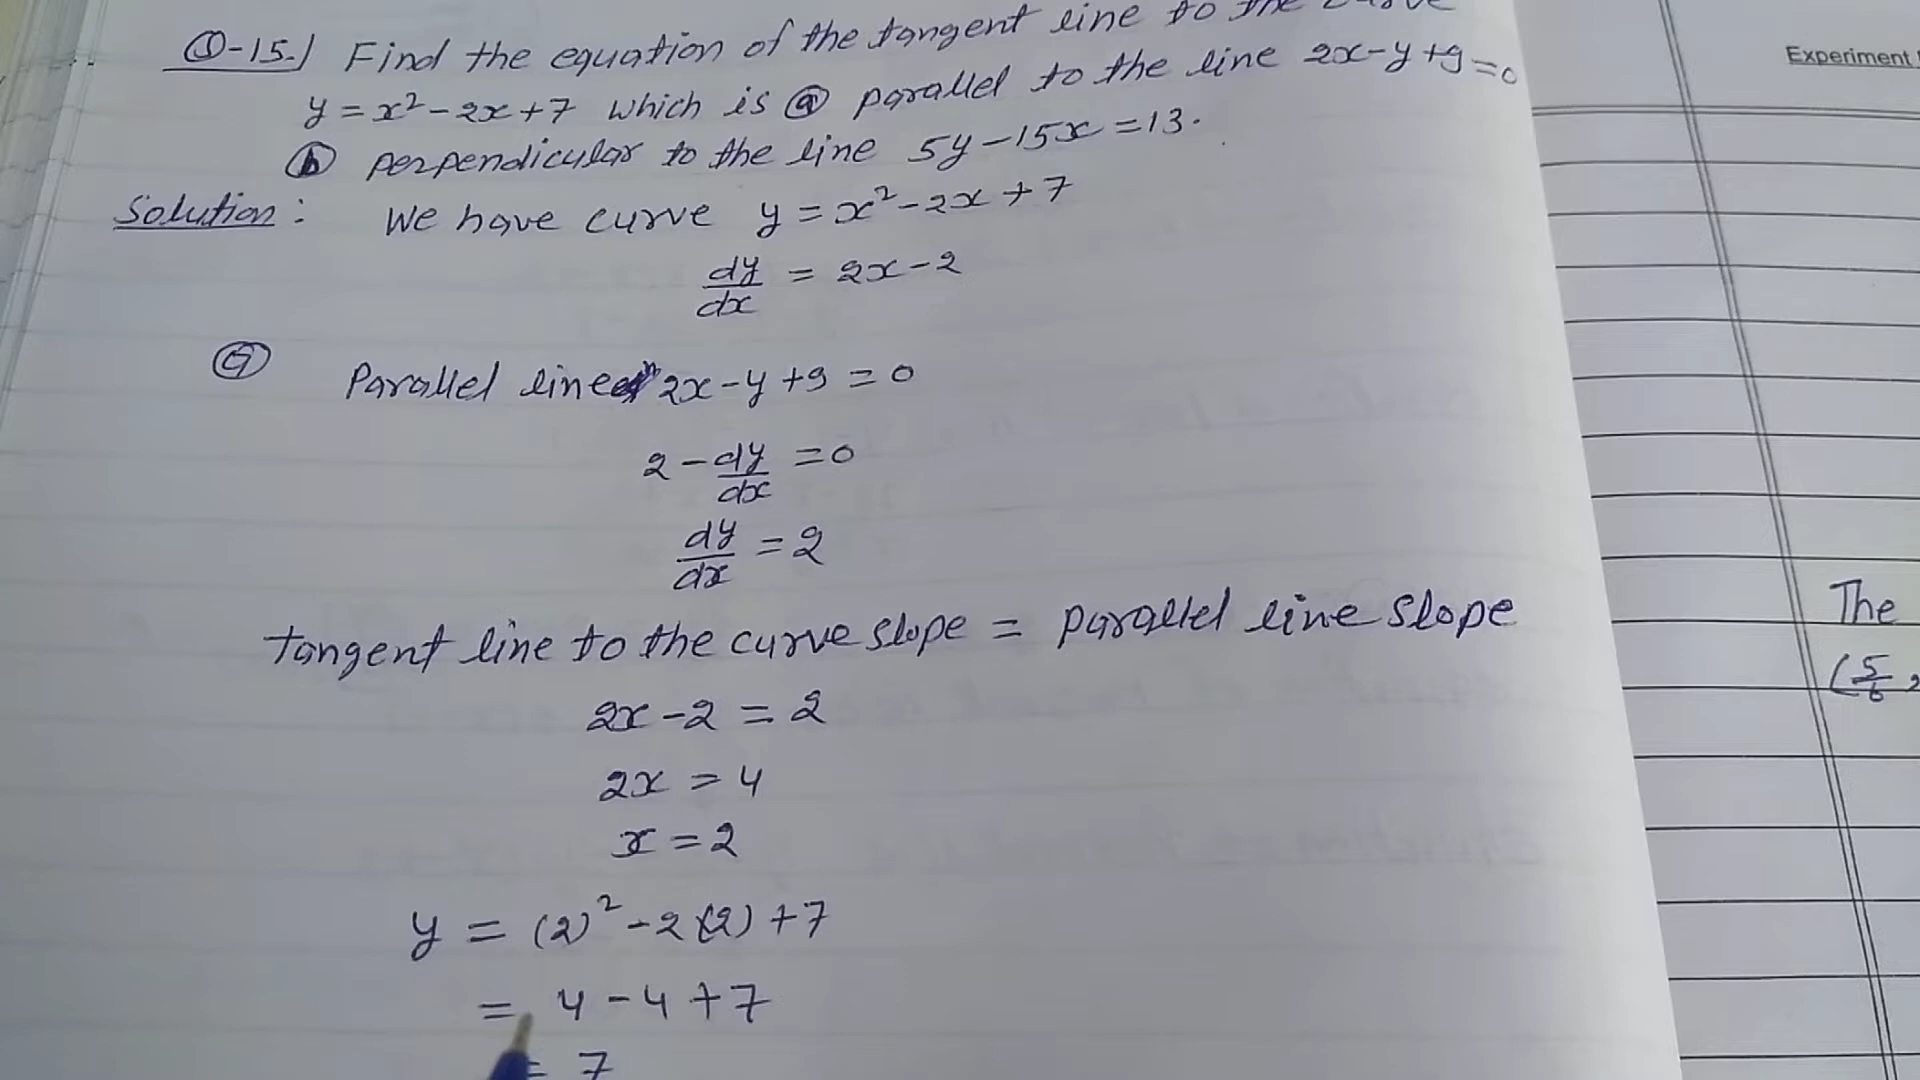 Q-15.) Find the equation of the tangent line to the curve
y = x² - 2x + 7 which is (a) parallel to the line 2x - y + 9 = 0
(b) perpendicular to the line 5y - 15x = 13.
Solution: We have curve y = x² - 2x + 7
dy/dx = 2x - 2
(a) Parallel line 2x - y + 9 = 0
2 - dy/dx = 0
dy/dx = 2
tangent line to the curve slope = parallel line slope
2x - 2 = 2
2x = 4
x = 2
y = (2)² - 2(2) + 7
= 4 - 4 + 7
= 7
Experiment
The
(5/6,